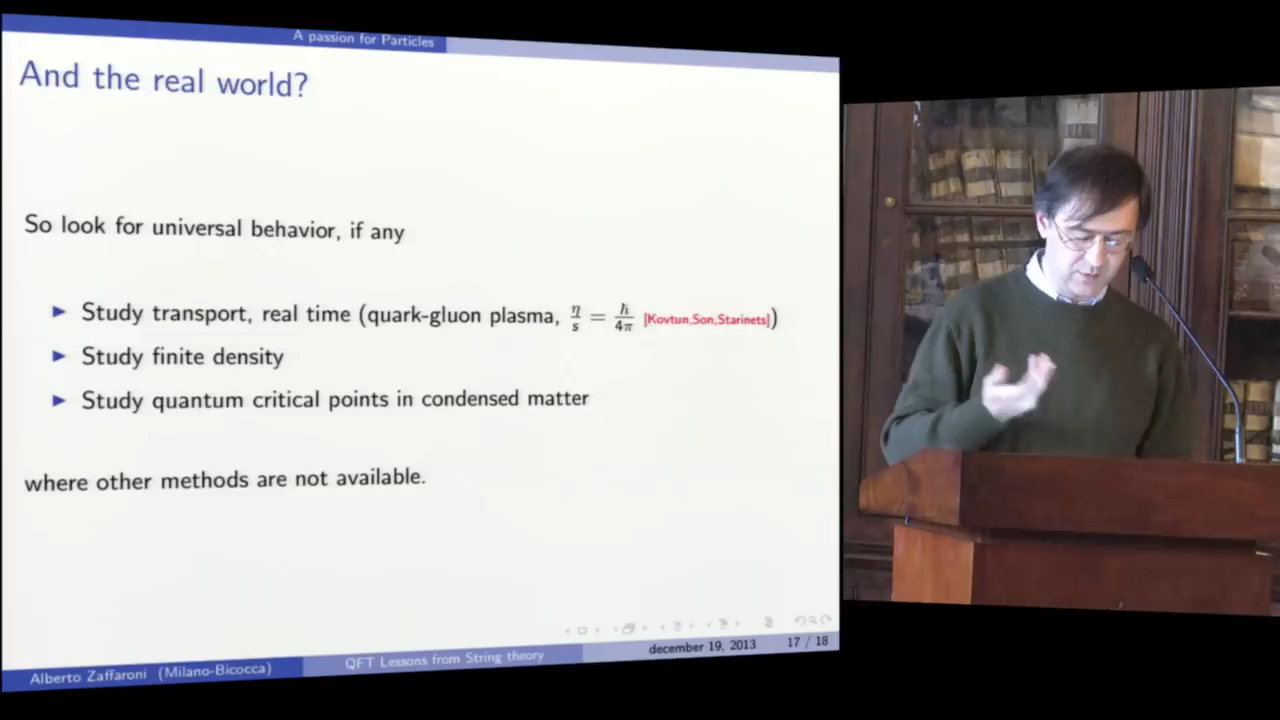 A passion for Particles
And the real world?
So look for universal behavior, if any
► Study transport, real time (quark-gluon plasma, η/s = ℏ/4π [Kovtun,Son,Starinets])
► Study finite density
► Study quantum critical points in condensed matter
where other methods are not available.
Alberto Zaffaroni (Milano-Bicocca) QFT Lessons from String theory december 19, 2013 17 / 18